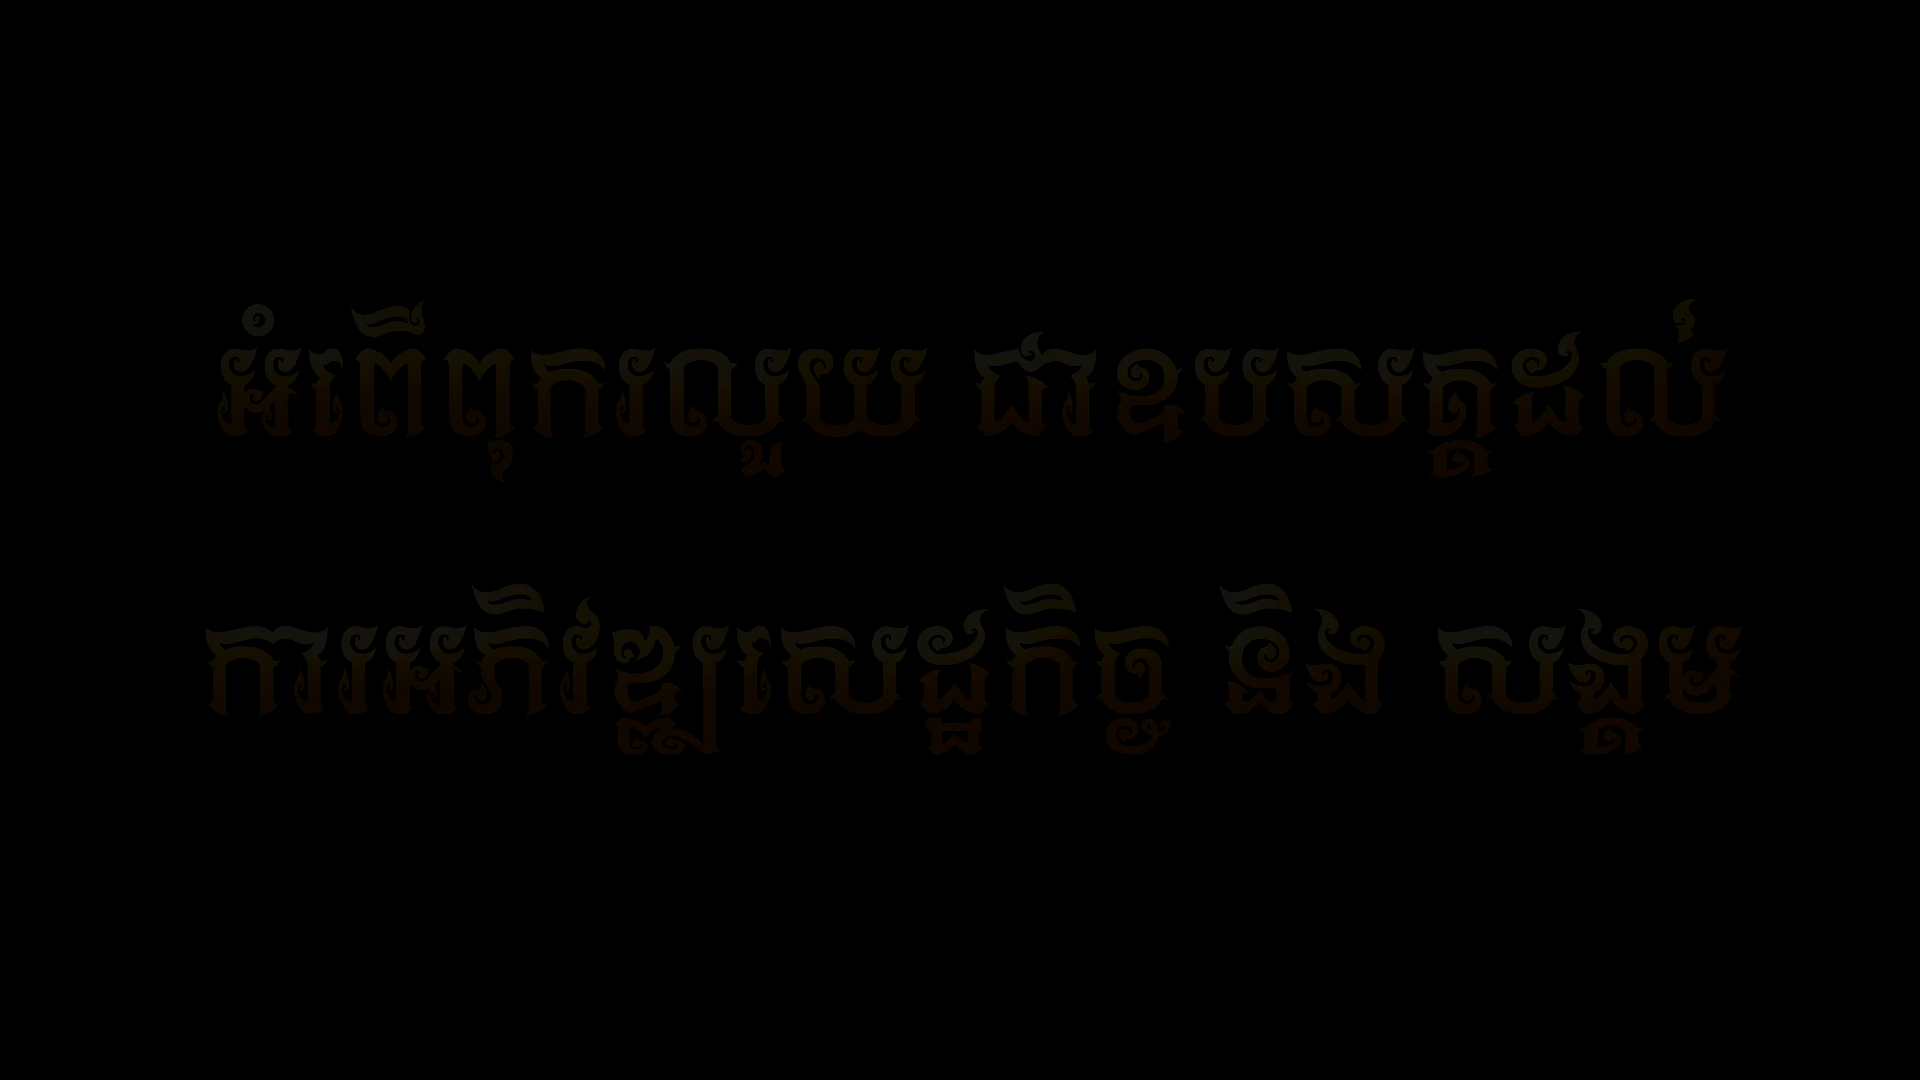 អំពើពុករលួយ ជាឧបសគ្គដល់
ការអភិវឌ្ឍសេដ្ឋកិច្ច និង សង្គម